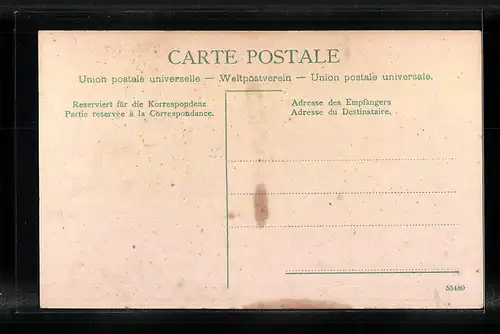 CARTE POSTALE
Union postale universelle — Weltpostverein — Union postale universale.
Reserviert für die Korrespondenz
Partie reservée à la Correspondance.
Adresse des Empfängers
Adresse du Destinataire.
55480